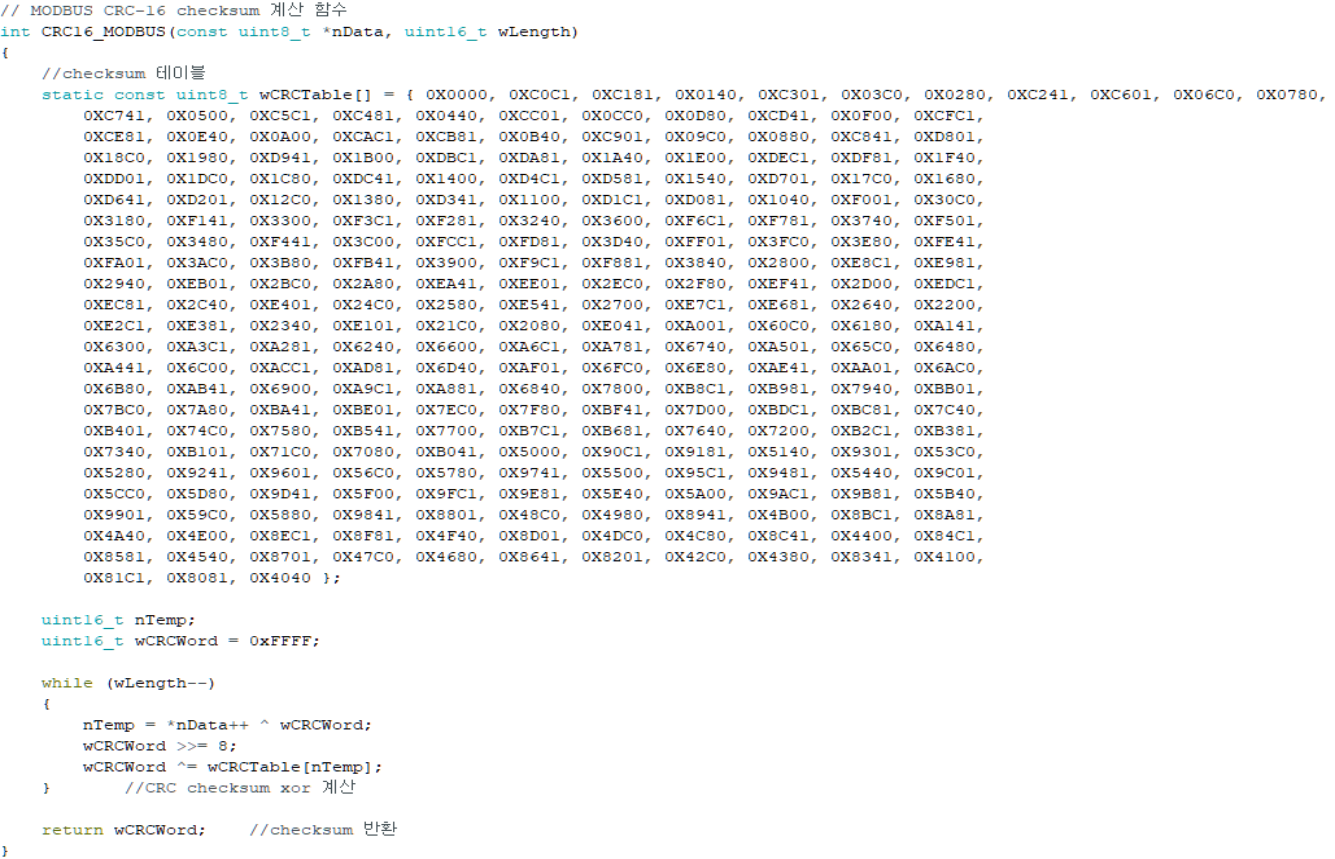 // MODBUS CRC-16 checksum 계산 함수
int CRC16_MODBUS(const uint8_t *nData, uint16_t wLength)
{
//checksum 테이블
static const uint8_t wCRCTable[] = { 0X0000, 0XC0C1, 0XC181, 0X0140, 0XC301, 0X03C0, 0X0280, 0XC241, 0XC601, 0X06C0, 0X0780,
0XC741, 0X0500, 0XC5C1, 0XC481, 0X0440, 0XCC01, 0X0CC0, 0X0D80, 0XCD41, 0X0F00, 0XCFC1,
0XCE81, 0X0E40, 0X0A00, 0XCAC1, 0XCB81, 0X0B40, 0XC901, 0X09C0, 0X0880, 0XC841, 0XD801,
0X18C0, 0X1980, 0XD941, 0X1B00, 0XDBC1, 0XDA81, 0X1A40, 0X1E00, 0XDEC1, 0XDF81, 0X1F40,
0XDD01, 0X1DC0, 0X1C80, 0XDC41, 0X1400, 0XD4C1, 0XD581, 0X1540, 0XD701, 0X17C0, 0X1680,
0XD641, 0XD201, 0X12C0, 0X1380, 0XD341, 0X1100, 0XD1C1, 0XD081, 0X1040, 0XF001, 0X30C0,
0X3180, 0XF141, 0X3300, 0XF3C1, 0XF281, 0X3240, 0X3600, 0XF6C1, 0XF781, 0X3740, 0XF501,
0X35C0, 0X3480, 0XF441, 0X3C00, 0XFCC1, 0XFD81, 0X3D40, 0XFF01, 0X3FC0, 0X3E80, 0XFE41,
0XFA01, 0X3AC0, 0X3B80, 0XFB41, 0X3900, 0XF9C1, 0XF881, 0X3840, 0X2800, 0XE8C1, 0XE981,
0X2940, 0XEB01, 0X2BC0, 0X2A80, 0XEA41, 0XEE01, 0X2EC0, 0X2F80, 0XEF41, 0X2D00, 0XEDC1,
0XEC81, 0X2C40, 0XE401, 0X24C0, 0X2580, 0XE541, 0X2700, 0XE7C1, 0XE681, 0X2640, 0X2200,
0XE2C1, 0XE381, 0X2340, 0XE101, 0X21C0, 0X2080, 0XE041, 0XA001, 0X60C0, 0X6180, 0XA141,
0X6300, 0XA3C1, 0XA281, 0X6240, 0X6600, 0XA6C1, 0XA781, 0X6740, 0XA501, 0X65C0, 0X6480,
0XA441, 0X6C00, 0XACC1, 0XAD81, 0X6D40, 0XAF01, 0X6FC0, 0X6E80, 0XAE41, 0XAA01, 0X6AC0,
0X6B80, 0XAB41, 0X6900, 0XA9C1, 0XA881, 0X6840, 0X7800, 0XB8C1, 0XB981, 0X7940, 0XBB01,
0X7BC0, 0X7A80, 0XBA41, 0XBE01, 0X7EC0, 0X7F80, 0XBF41, 0X7D00, 0XBDC1, 0XBC81, 0X7C40,
0XB401, 0X74C0, 0X7580, 0XB541, 0X7700, 0XB7C1, 0XB681, 0X7640, 0X7200, 0XB2C1, 0XB381,
0X7340, 0XB101, 0X71C0, 0X7080, 0XB041, 0X5000, 0X90C1, 0X9181, 0X5140, 0X9301, 0X53C0,
0X5280, 0X9241, 0X9601, 0X56C0, 0X5780, 0X9741, 0X5500, 0X95C1, 0X9481, 0X5440, 0X9C01,
0X5CC0, 0X5D80, 0X9D41, 0X5F00, 0X9FC1, 0X9E81, 0X5E40, 0X5A00, 0X9AC1, 0X9B81, 0X5B40,
0X9901, 0X59C0, 0X5880, 0X9841, 0X8801, 0X48C0, 0X4980, 0X8941, 0X4B00, 0X8BC1, 0X8A81,
0X4A40, 0X4E00, 0X8EC1, 0X8F81, 0X4F40, 0X8D01, 0X4DC0, 0X4C80, 0X8C41, 0X4400, 0X84C1,
0X8581, 0X4540, 0X8701, 0X47C0, 0X4680, 0X8641, 0X8201, 0X42C0, 0X4380, 0X8341, 0X4100,
0X81C1, 0X8081, 0X4040 };
uint16_t nTemp;
uint16_t wCRCWord = 0xFFFF;
while (wLength--)
{
nTemp = *nData++ ^ wCRCWord;
wCRCWord >>= 8;
wCRCWord ^= wCRCTable[nTemp];
} //CRC checksum xor 계산
return wCRCWord; //checksum 반환
}